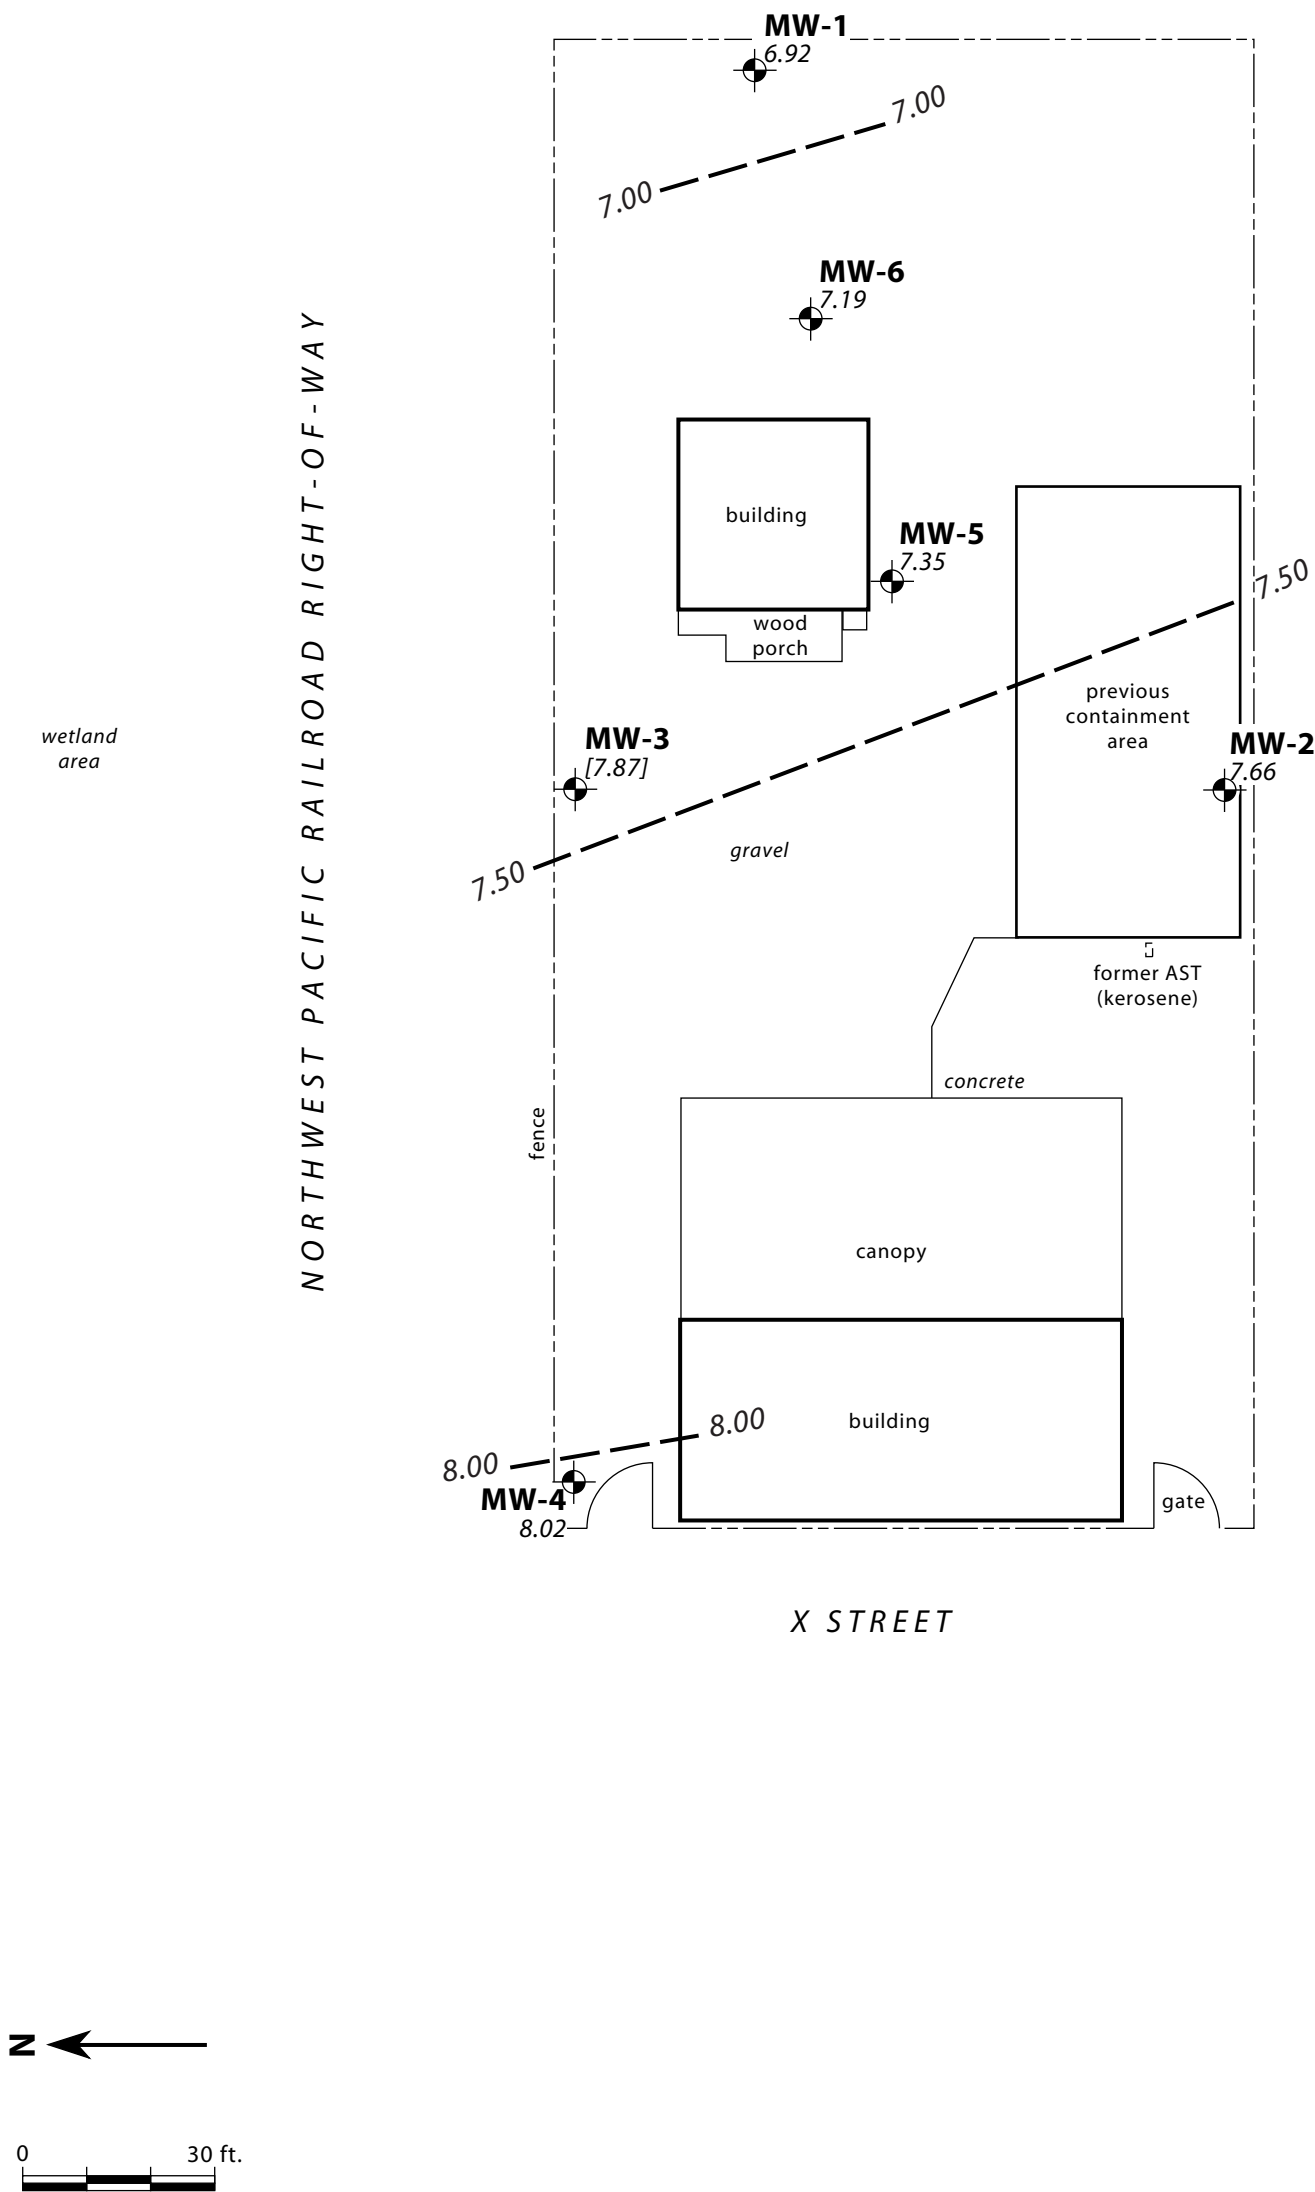 MW-1
6.92
7.00
7.00
MW-6
7.19
NORTHWEST PACIFIC RAILROAD RIGHT-OF-WAY
building
MW-5
7.35
7.50
wood
porch
previous
containment
area
wetland
area
MW-3
[7.87]
MW-2
7.66
gravel
7.50
former AST
(kerosene)
concrete
fence
canopy
building
8.00
8.00
MW-4
8.02
gate
X STREET
N
0 30 ft.